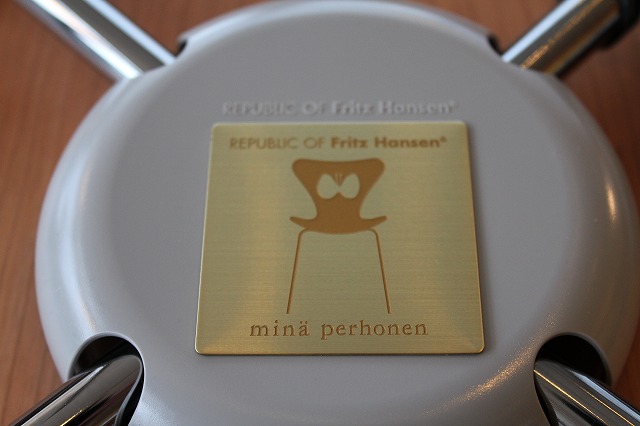 REPUBLIC OF Fritz Hansen®
REPUBLIC OF Fritz Hansen®
minä perhonen